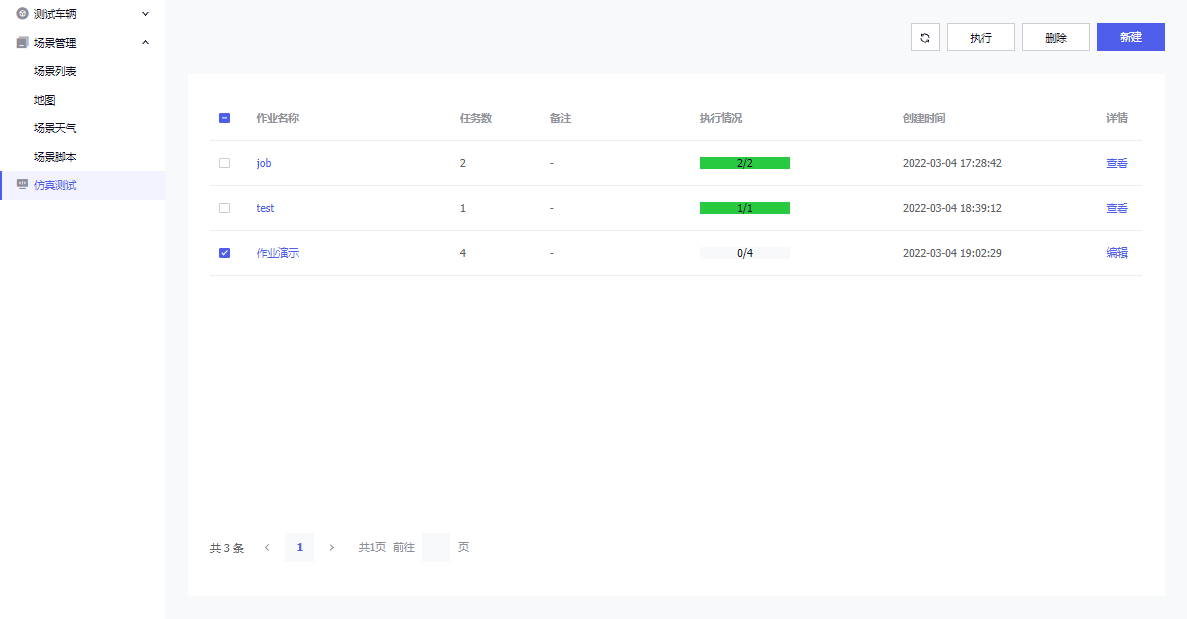 测试车辆
场景管理
场景列表
地图
场景天气
场景脚本
仿真测试
执行 删除 新建
作业名称 任务数 备注 执行情况 创建时间 详情
job 2 - 2/2 2022-03-04 17:28:42 查看
test 1 - 1/1 2022-03-04 18:39:12 查看
作业演示 4 - 0/4 2022-03-04 19:02:29 编辑
共 3 条 < 1 > 共1页 前往 页